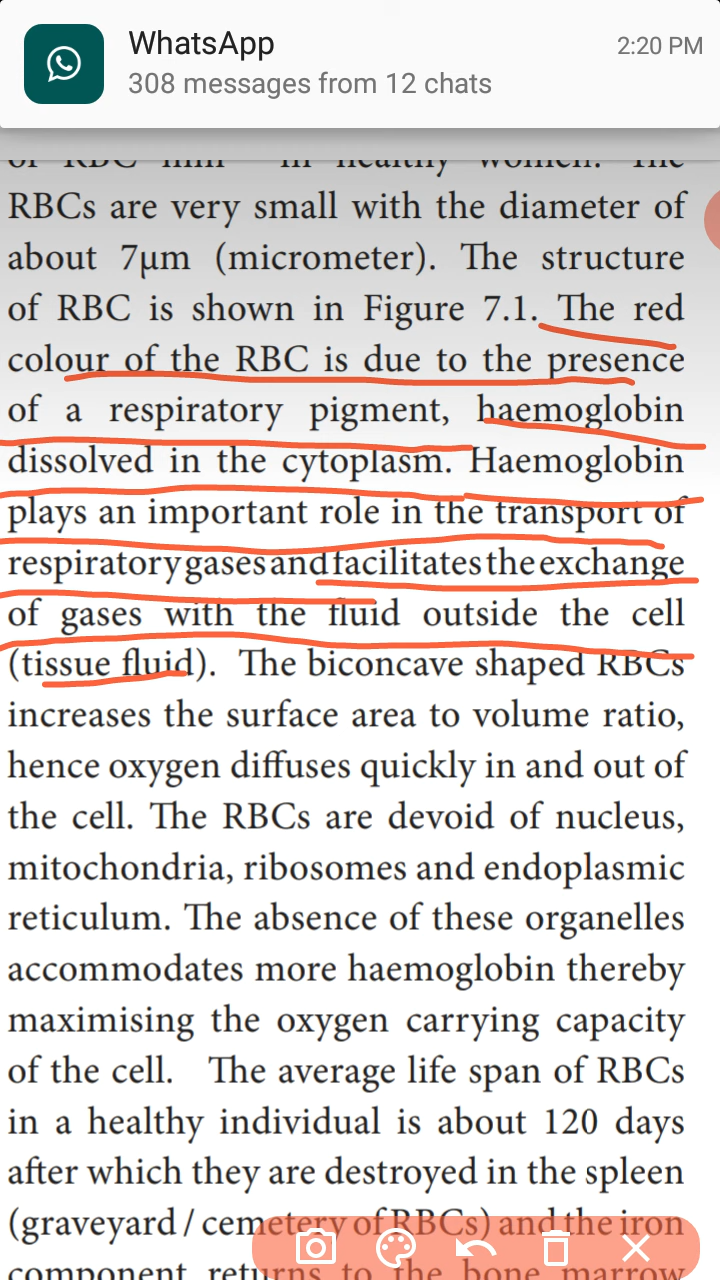 WhatsApp
2:20 PM
308 messages from 12 chats
RBCs are very small with the diameter of
about 7μm (micrometer). The structure
of RBC is shown in Figure 7.1. The red
colour of the RBC is due to the presence
of a respiratory pigment, haemoglobin
dissolved in the cytoplasm. Haemoglobin
plays an important role in the transport of
respiratory gases and facilitates the exchange
of gases with the fluid outside the cell
(tissue fluid). The biconcave shaped RBCs
increases the surface area to volume ratio,
hence oxygen diffuses quickly in and out of
the cell. The RBCs are devoid of nucleus,
mitochondria, ribosomes and endoplasmic
reticulum. The absence of these organelles
accommodates more haemoglobin thereby
maximising the oxygen carrying capacity
of the cell. The average life span of RBCs
in a healthy individual is about 120 days
after which they are destroyed in the spleen
(graveyard / cemetery of RBCs) and the iron
component returns to the bone marrow